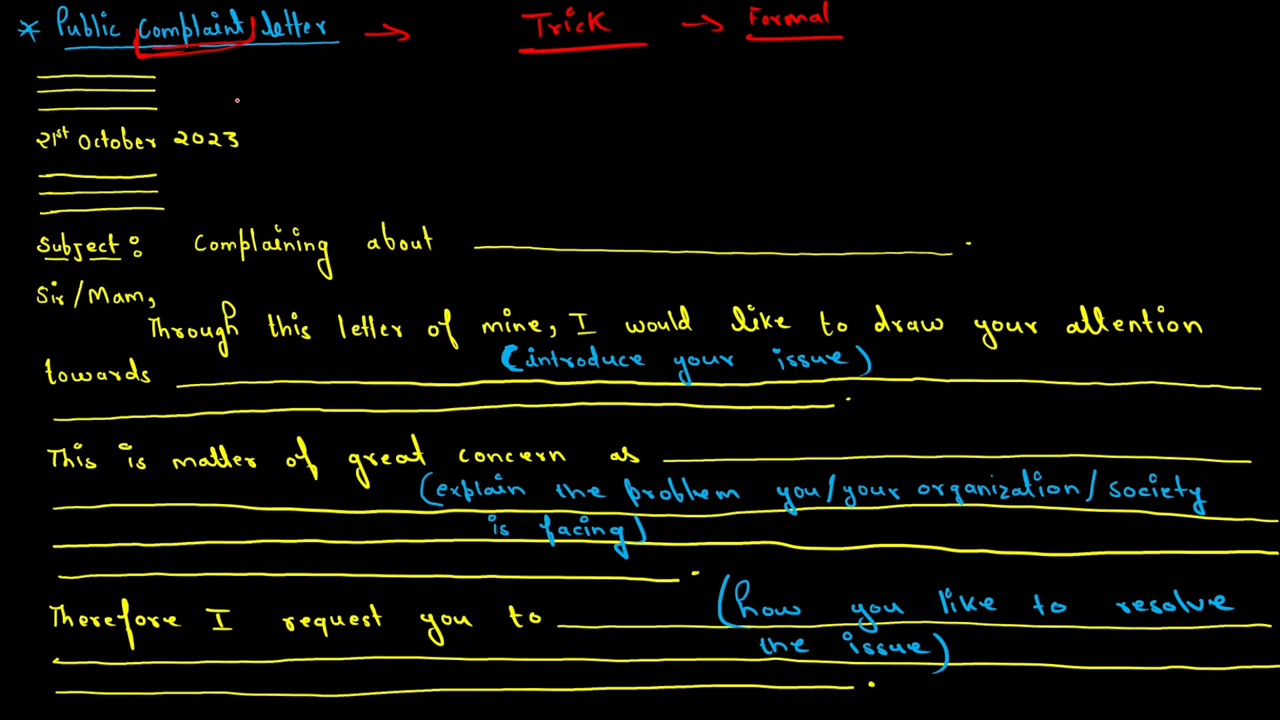 * Public Complaint letter → Trick → Formal
21st October 2023
Subject: Complaining about .
Sir/Mam,
Through this letter of mine, I would like to draw your attention
(introduce your issue)
towards .
This is matter of great concern as
(explain the problem you/your organization/society
is facing)
.
Therefore I request you to (how you like to resolve
the issue)
.